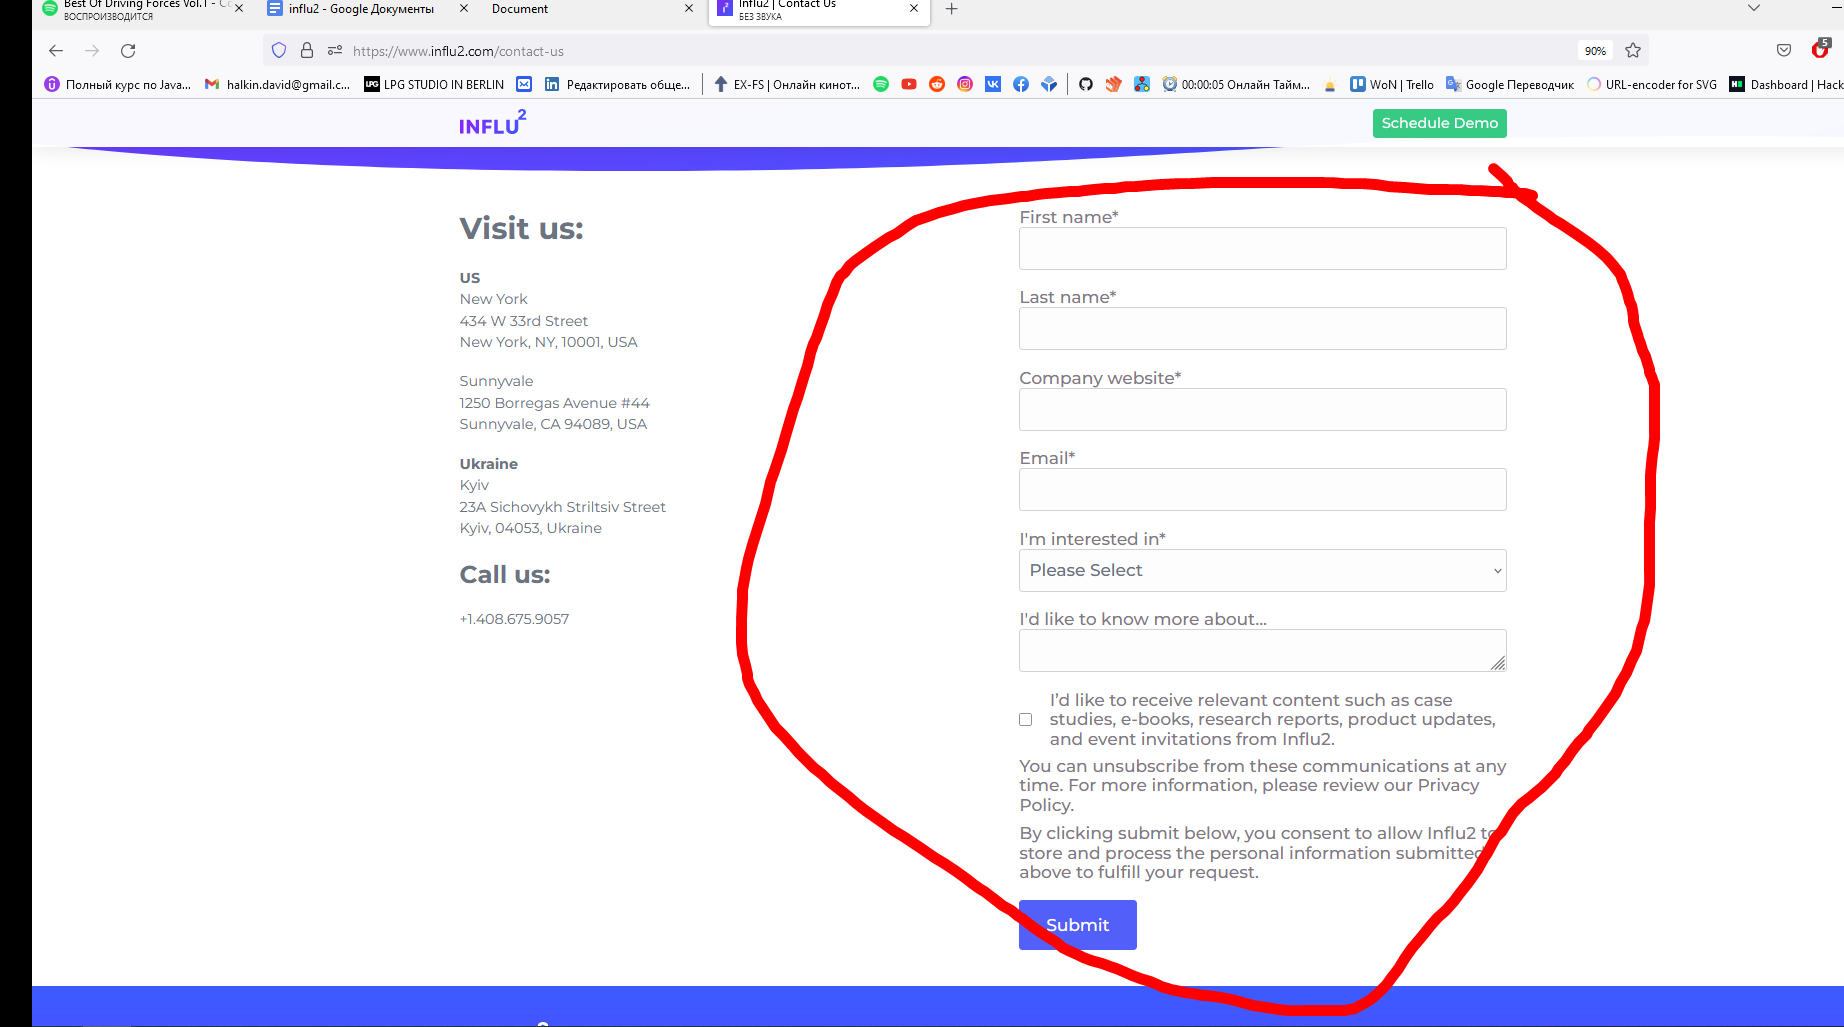 Best Of Driving Forces Vol.1 - Co
ВОСПРОИЗВОДИТСЯ
influ2 - Google Документы
Document
Influ2 | Contact Us
БЕЗ ЗВУКА
https://www.influ2.com/contact-us
90%
5
Полный курс по Java...
halkin.david@gmail.c...
LPG
LPG STUDIO IN BERLIN
Редактировать обще...
EX-FS | Онлайн кинот...
00:00:05 Онлайн Тайм...
WoN | Trello
Google Переводчик
URL-encoder for SVG
Dashboard | Hack
INFLU2
Schedule Demo
Visit us:
US
New York
434 W 33rd Street
New York, NY, 10001, USA
Sunnyvale
1250 Borregas Avenue #44
Sunnyvale, CA 94089, USA
Ukraine
Kyiv
23A Sichovykh Striltsiv Street
Kyiv, 04053, Ukraine
Call us:
+1.408.675.9057
First name*
Last name*
Company website*
Email*
I'm interested in*
Please Select
I'd like to know more about...
I'd like to receive relevant content such as case
studies, e-books, research reports, product updates,
and event invitations from Influ2.
You can unsubscribe from these communications at any
time. For more information, please review our Privacy
Policy.
By clicking submit below, you consent to allow Influ2 to
store and process the personal information submitted
above to fulfill your request.
Submit